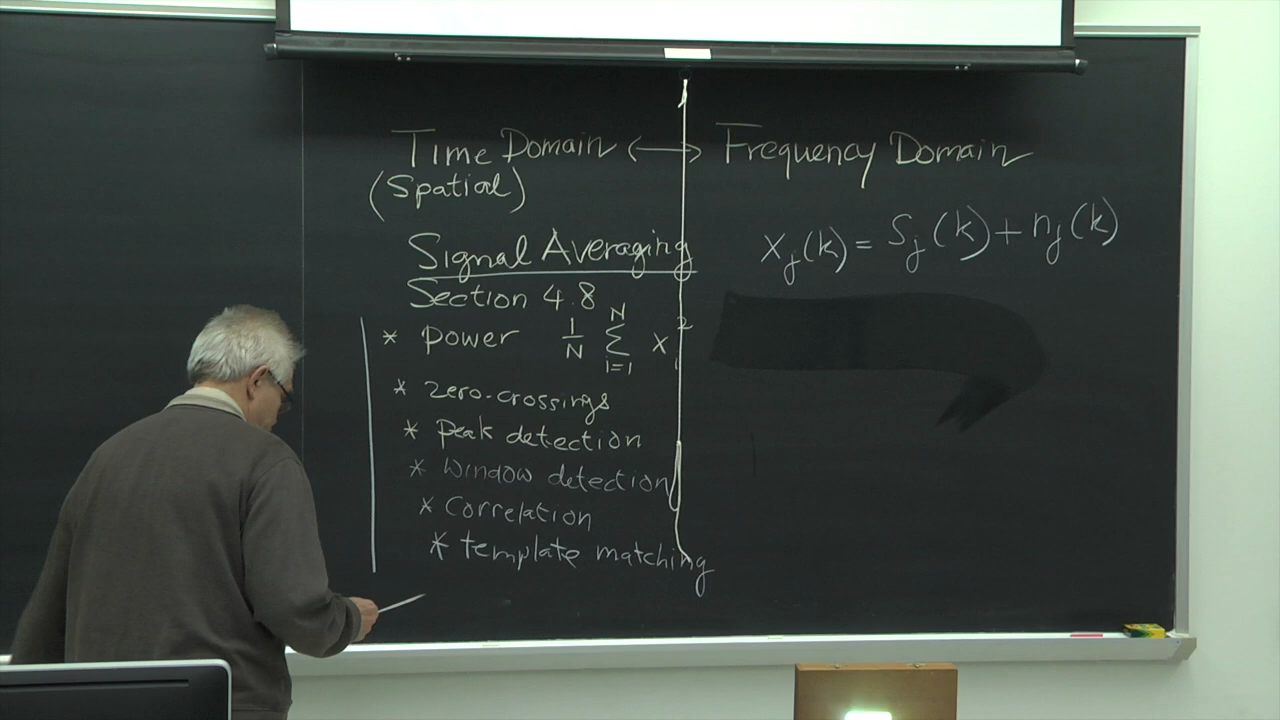 Time Domain ↔ Frequency Domain
(Spatial)
Signal Averaging
Section 4.8
* power 1/N Σ_{i=1}^{N} x_i^2
* zero-crossings
* peak detection
* window detection
* correlation
* template matching
x_j(k) = S_j(k) + n_j(k)